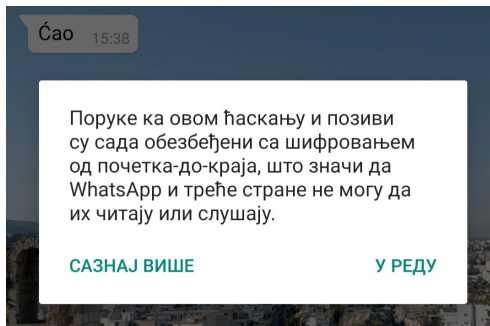 Ćao 15:38
Поруке ка овом ћаскању и позиви
су сада обезбеђени са шифровањем
од почетка-до-краја, што значи да
WhatsApp и треће стране не могу да
их читају или слушају.
САЗНАЈ ВИШЕ У РЕДУ